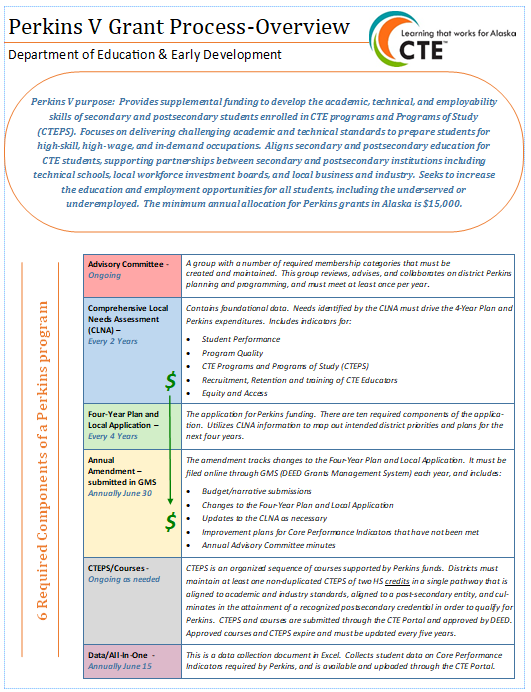 Perkins V Grant Process-Overview
Learning that works for Alaska
CTE™
Department of Education & Early Development
Perkins V purpose: Provides supplemental funding to develop the academic, technical, and employability
skills of secondary and postsecondary students enrolled in CTE programs and Programs of Study
(CTEPS). Focuses on delivering challenging academic and technical standards to prepare students for
high-skill, high-wage, and in-demand occupations. Aligns secondary and postsecondary education for
CTE students, supporting partnerships between secondary and postsecondary institutions including
technical schools, local workforce investment boards, and local business and industry. Seeks to increase
the education and employment opportunities for all students, including the underserved or
underemployed. The minimum annual allocation for Perkins grants in Alaska is $15,000.
6 Required Components of a Perkins program
Advisory Committee -
Ongoing
A group with a number of required membership categories that must be
created and maintained. This group reviews, advises, and collaborates on district Perkins
planning and programming, and must meet at least once per year.
Comprehensive Local
Needs Assessment
(CLNA) –
Every 2 Years
$
Contains foundational data. Needs identified by the CLNA must drive the 4-Year Plan and
Perkins expenditures. Includes indicators for:
• Student Performance
• Program Quality
• CTE Programs and Programs of Study (CTEPS)
• Recruitment, Retention and training of CTE Educators
• Equity and Access
Four-Year Plan and
Local Application –
Every 4 Years
The application for Perkins funding. There are ten required components of the applica-
tion. Utilizes CLNA information to map out intended district priorities and plans for the
next four years.
Annual
Amendment –
submitted in GMS
Annually June 30
$
The amendment tracks changes to the Four-Year Plan and Local Application. It must be
filed online through GMS (DEED Grants Management System) each year, and includes:
• Budget/narrative submissions
• Changes to the Four-Year Plan and Local Application
• Updates to the CLNA as necessary
• Improvement plans for Core Performance Indicators that have not been met
• Annual Advisory Committee minutes
CTEPS/Courses -
Ongoing as needed
CTEPS is an organized sequence of courses supported by Perkins funds. Districts must
maintain at least one non-duplicated CTEPS of two HS credits in a single pathway that is
aligned to academic and industry standards, aligned to a post-secondary entity, and cul-
minates in the attainment of a recognized postsecondary credential in order to qualify for
Perkins. CTEPS and courses are submitted through the CTE Portal and approved by DEED.
Approved courses and CTEPS expire and must be updated every five years.
Data/All-In-One -
Annually June 15
This is a data collection document in Excel. Collects student data on Core Performance
Indicators required by Perkins, and is available and uploaded through the CTE Portal.